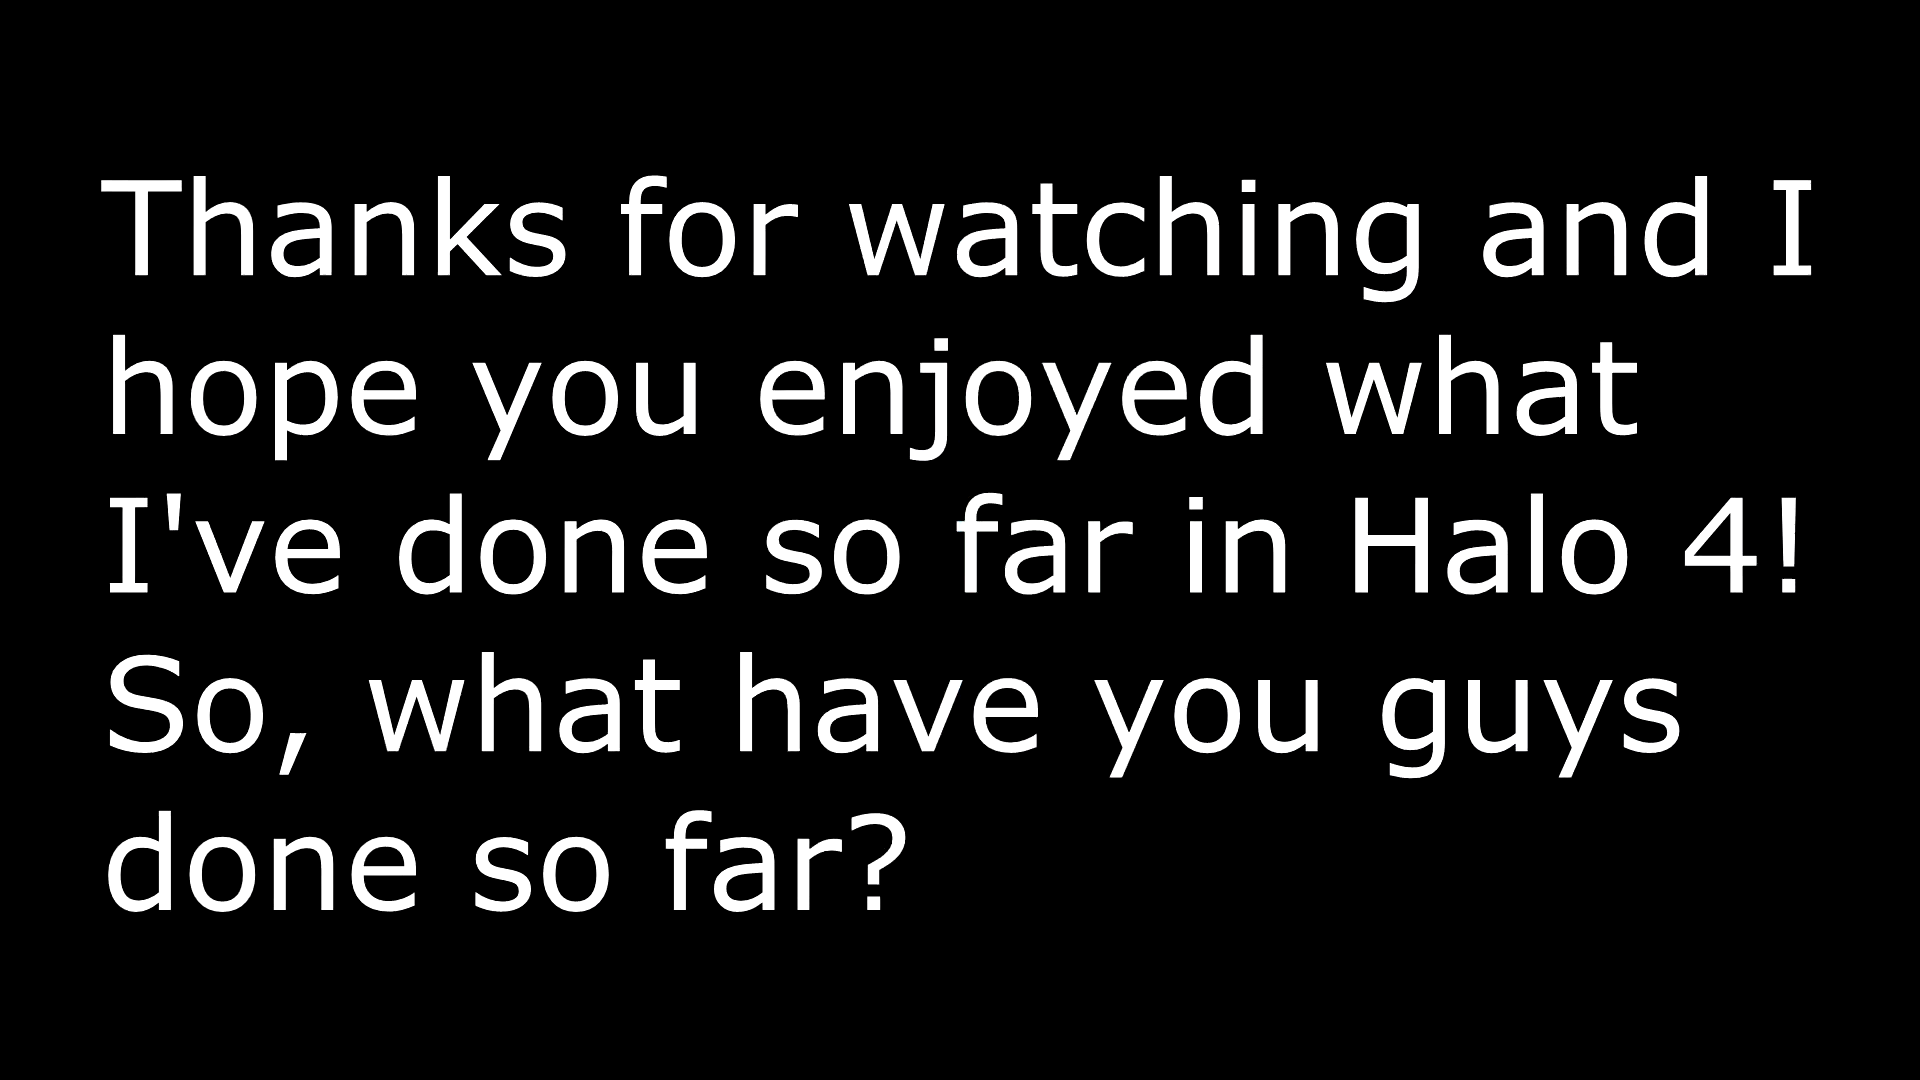 Thanks for watching and I
hope you enjoyed what
I've done so far in Halo 4!
So, what have you guys
done so far?